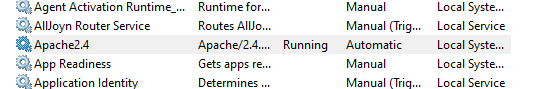 Agent Activation Runtime_... Runtime for... Manual Local Syste...
AllJoyn Router Service Routes AllJo... Manual (Trig... Local Service
Apache2.4 Apache/2.4.... Running Automatic Local Syste...
App Readiness Gets apps re... Manual Local Syste...
Application Identity Determines ... Manual (Trig... Local Service